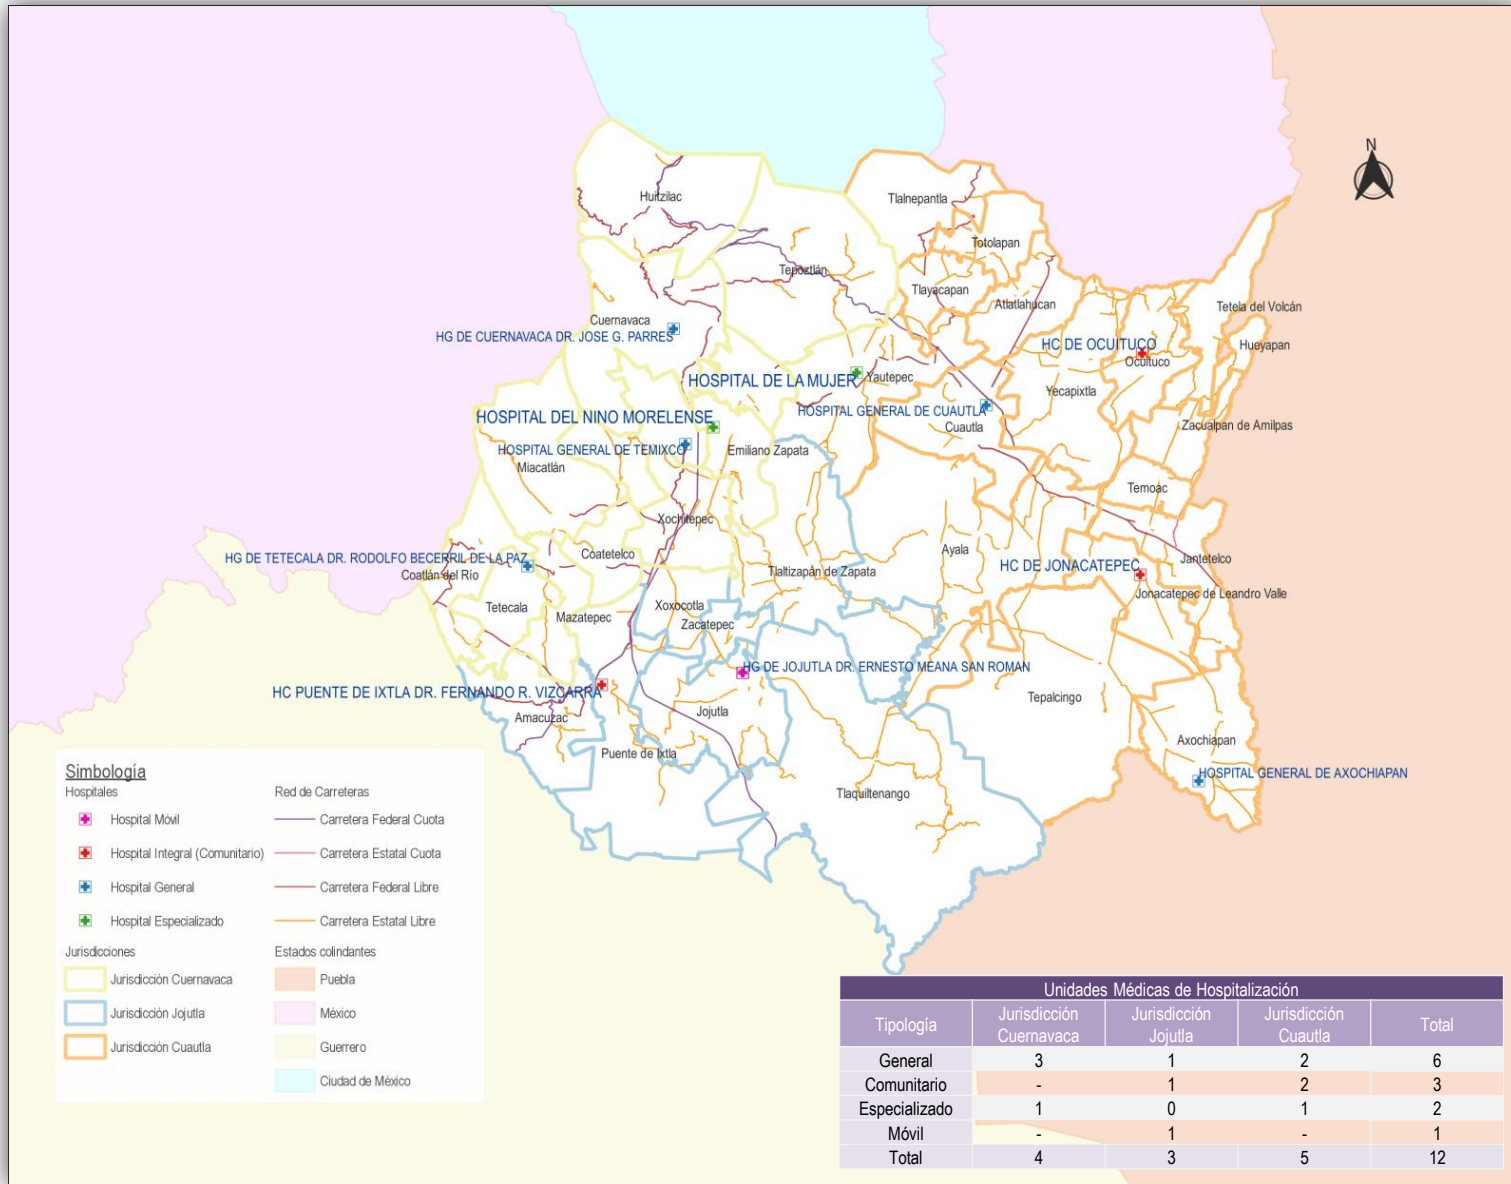 N
Huitzilac
Tlalnepantla
Totolapan
Tepoztlán
Tlayacapan
Atlatlahucan
Tetela del Volcán
Cuernavaca
HG DE CUERNAVACA DR. JOSE G. PARRES
HC DE OCUITUCO
Hueyapan
Ocuituco
HOSPITAL DE LA MUJER
Yautepec
Yecapixtla
HOSPITAL DEL NINO MORELENSE
HOSPITAL GENERAL DE CUAUTLA
Cuautla
Zacualpan de Amilpas
HOSPITAL GENERAL DE TEMIXCO
Emiliano Zapata
Miacatlán
Temoac
Xochitepec
HG DE TETECALA DR. RODOLFO BECERRIL DE LA PAZ
Coatetelco
Ayala
Jantetelco
Coatlán del Río
Tlaltizapán de Zapata
HC DE JONACATEPEC
Jonacatepec de Leandro Valle
Tetecala
Mazatepec
Xoxocotla
Zacatepec
HG DE JOJUTLA DR. ERNESTO MEANA SAN ROMAN
HC PUENTE DE IXTLA DR. FERNANDO R. VIZCARRA
Tepalcingo
Amacuzac
Jojutla
Axochiapan
Puente de Ixtla
HOSPITAL GENERAL DE AXOCHIAPAN
Tlaquiltenango
Simbología
Hospitales
Hospital Móvil
Hospital Integral (Comunitario)
Hospital General
Hospital Especializado
Jurisdicciones
Jurisdicción Cuernavaca
Jurisdicción Jojutla
Jurisdicción Cuautla
Red de Carreteras
Carretera Federal Cuota
Carretera Estatal Cuota
Carretera Federal Libre
Carretera Estatal Libre
Estados colindantes
Puebla
México
Guerrero
Ciudad de México
Unidades Médicas de Hospitalización
Tipología Jurisdicción Cuernavaca Jurisdicción Jojutla Jurisdicción Cuautla Total
General 3 1 2 6
Comunitario - 1 2 3
Especializado 1 0 1 2
Móvil - 1 - 1
Total 4 3 5 12